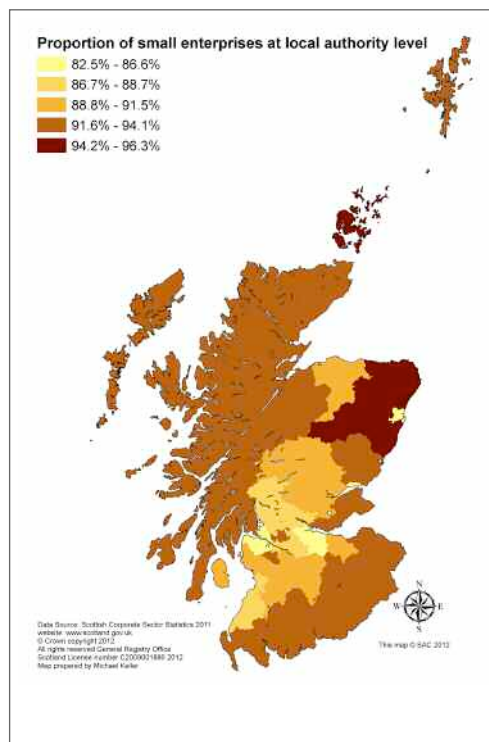 Proportion of small enterprises at local authority level
82.5% - 86.6%
86.7% - 88.7%
88.8% - 91.5%
91.6% - 94.1%
94.2% - 96.3%
N
W E
S
Data Source: Scottish Corporate Sector Statistics 2011
website: www.scotland.gov.uk
© Crown copyright 2012
All rights reserved General Registry Office
Scotland License number 2012
Map prepared by Michael
This map © SAC 2012